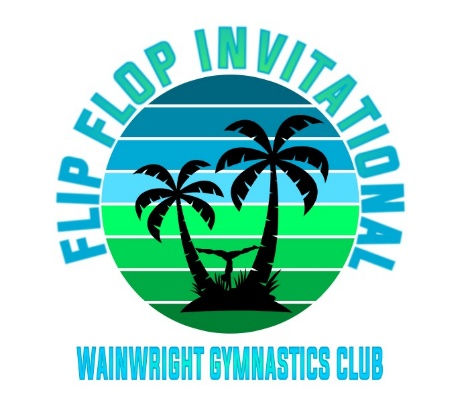 FLIP FLOP INVITATIONAL
WAINWRIGHT GYMNASTICS CLUB